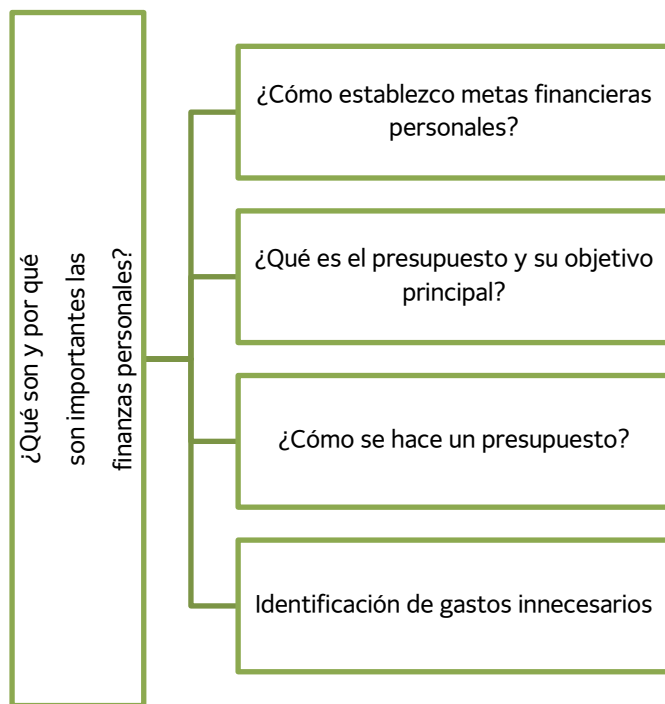 ¿Qué son y por qué
son importantes las
finanzas personales?
¿Cómo establezco metas financieras
personales?
¿Qué es el presupuesto y su objetivo
principal?
¿Cómo se hace un presupuesto?
Identificación de gastos innecesarios